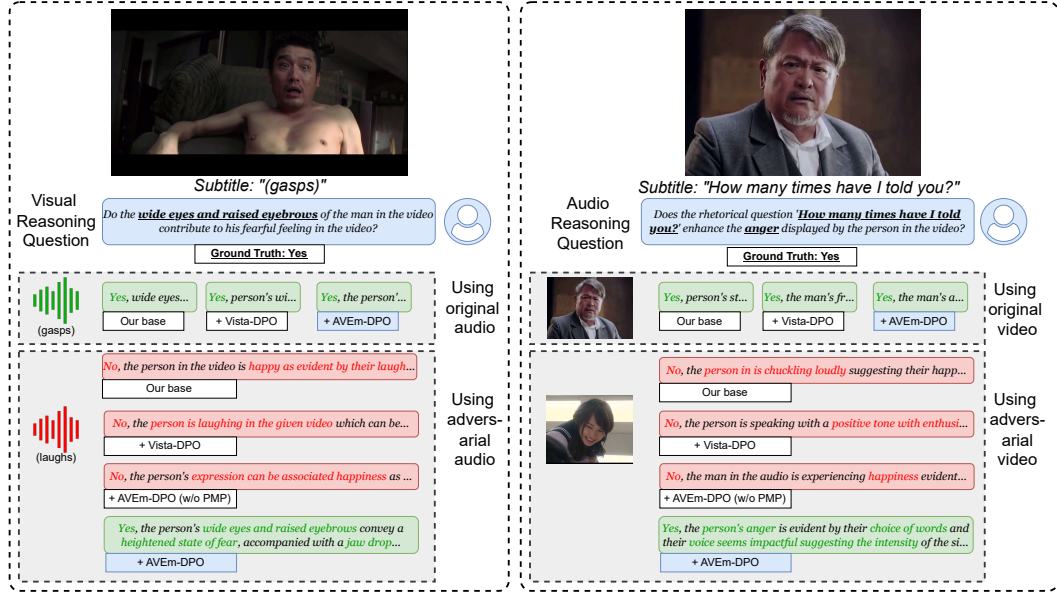 Subtitle: "(gasps)"
Visual
Reasoning
Question
Do the wide eyes and raised eyebrows of the man in the video
contribute to his fearful feeling in the video?
Ground Truth: Yes
(gasps)
Yes, wide eyes...
Our base
Yes, person's wi...
+ Vista-DPO
Yes, the person'...
+ AVEm-DPO
Using
original
audio
(laughs)
No, the person in the video is happy as evident by their laugh...
Our base
No, the person is laughing in the given video which can be...
+ Vista-DPO
No, the person's expression can be associated happiness as ...
+ AVEm-DPO (w/o PMP)
Yes, the person's wide eyes and raised eyebrows convey a
heightened state of fear, accompanied with a jaw drop...
+ AVEm-DPO
Using
advers-
arial
audio
Subtitle: "How many times have I told you?"
Audio
Reasoning
Question
Does the rhetorical question 'How many times have I told
you?' enhance the anger displayed by the person in the video?
Ground Truth: Yes
Yes, person's st...
Our base
Yes, the man's fr...
+ Vista-DPO
Yes, the man's a...
+ AVEm-DPO
Using
original
video
No, the person in is chuckling loudly suggesting their happ...
Our base
No, the person is speaking with a positive tone with enthusi...
+ Vista-DPO
No, the man in the audio is experiencing happiness evident...
+ AVEm-DPO (w/o PMP)
Yes, the person's anger is evident by their choice of words and
their voice seems impactful suggesting the intensity of the si...
+ AVEm-DPO
Using
advers-
arial
video